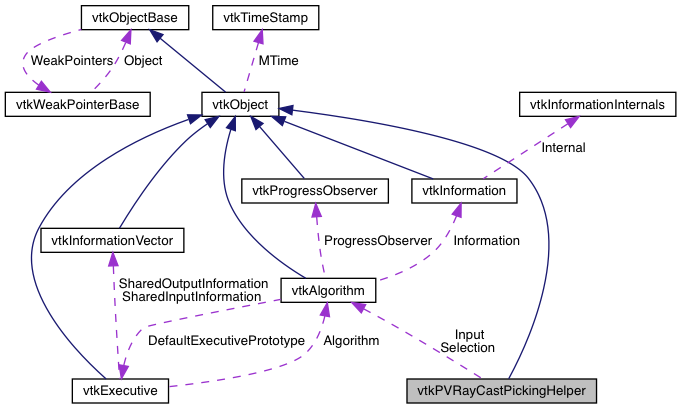 vtkObjectBase
vtkTimeStamp
WeakPointers
Object
MTime
vtkWeakPointerBase
vtkObject
vtkInformationInternals
Internal
vtkProgressObserver
vtkInformation
vtkInformationVector
ProgressObserver
Information
SharedOutputInformation
SharedInputInformation
vtkAlgorithm
DefaultExecutivePrototype
Algorithm
Input
Selection
vtkExecutive
vtkPVRayCastPickingHelper